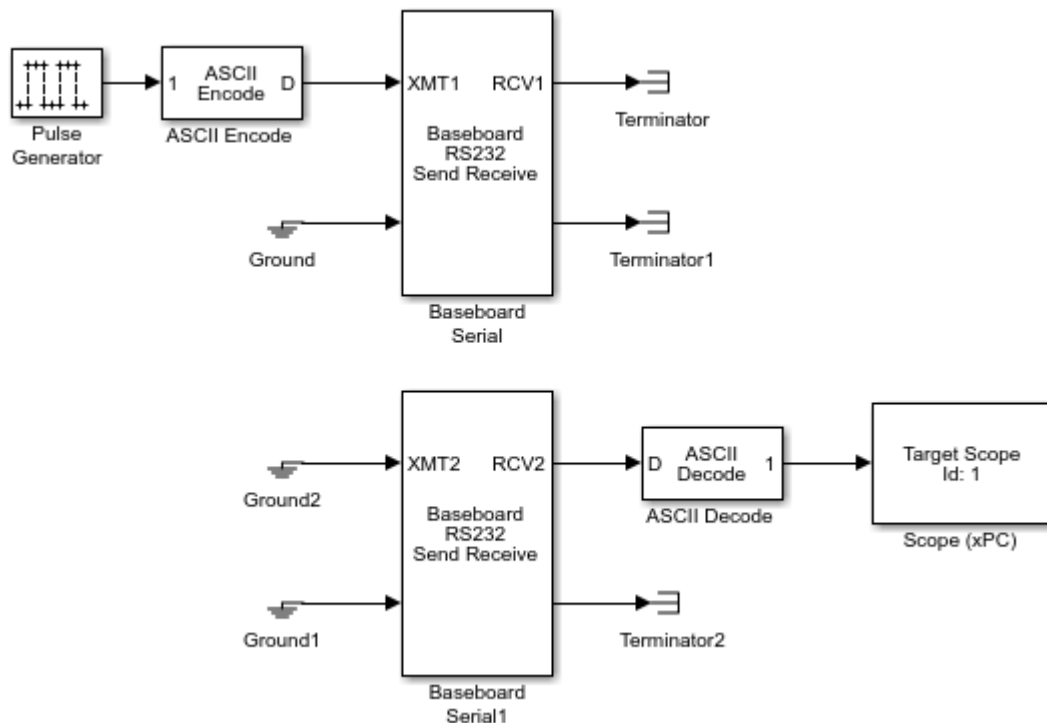 ASCII
1 Encode D
Pulse
Generator
ASCII Encode
XMT1 RCV1
Baseboard
RS232
Send Receive
Terminator
Ground
Terminator1
Baseboard
Serial
XMT2 RCV2
Baseboard
RS232
Send Receive
Ground2
ASCII
D Decode 1
ASCII Decode
Target Scope
Id: 1
Scope (xPC)
Ground1
Terminator2
Baseboard
Serial1